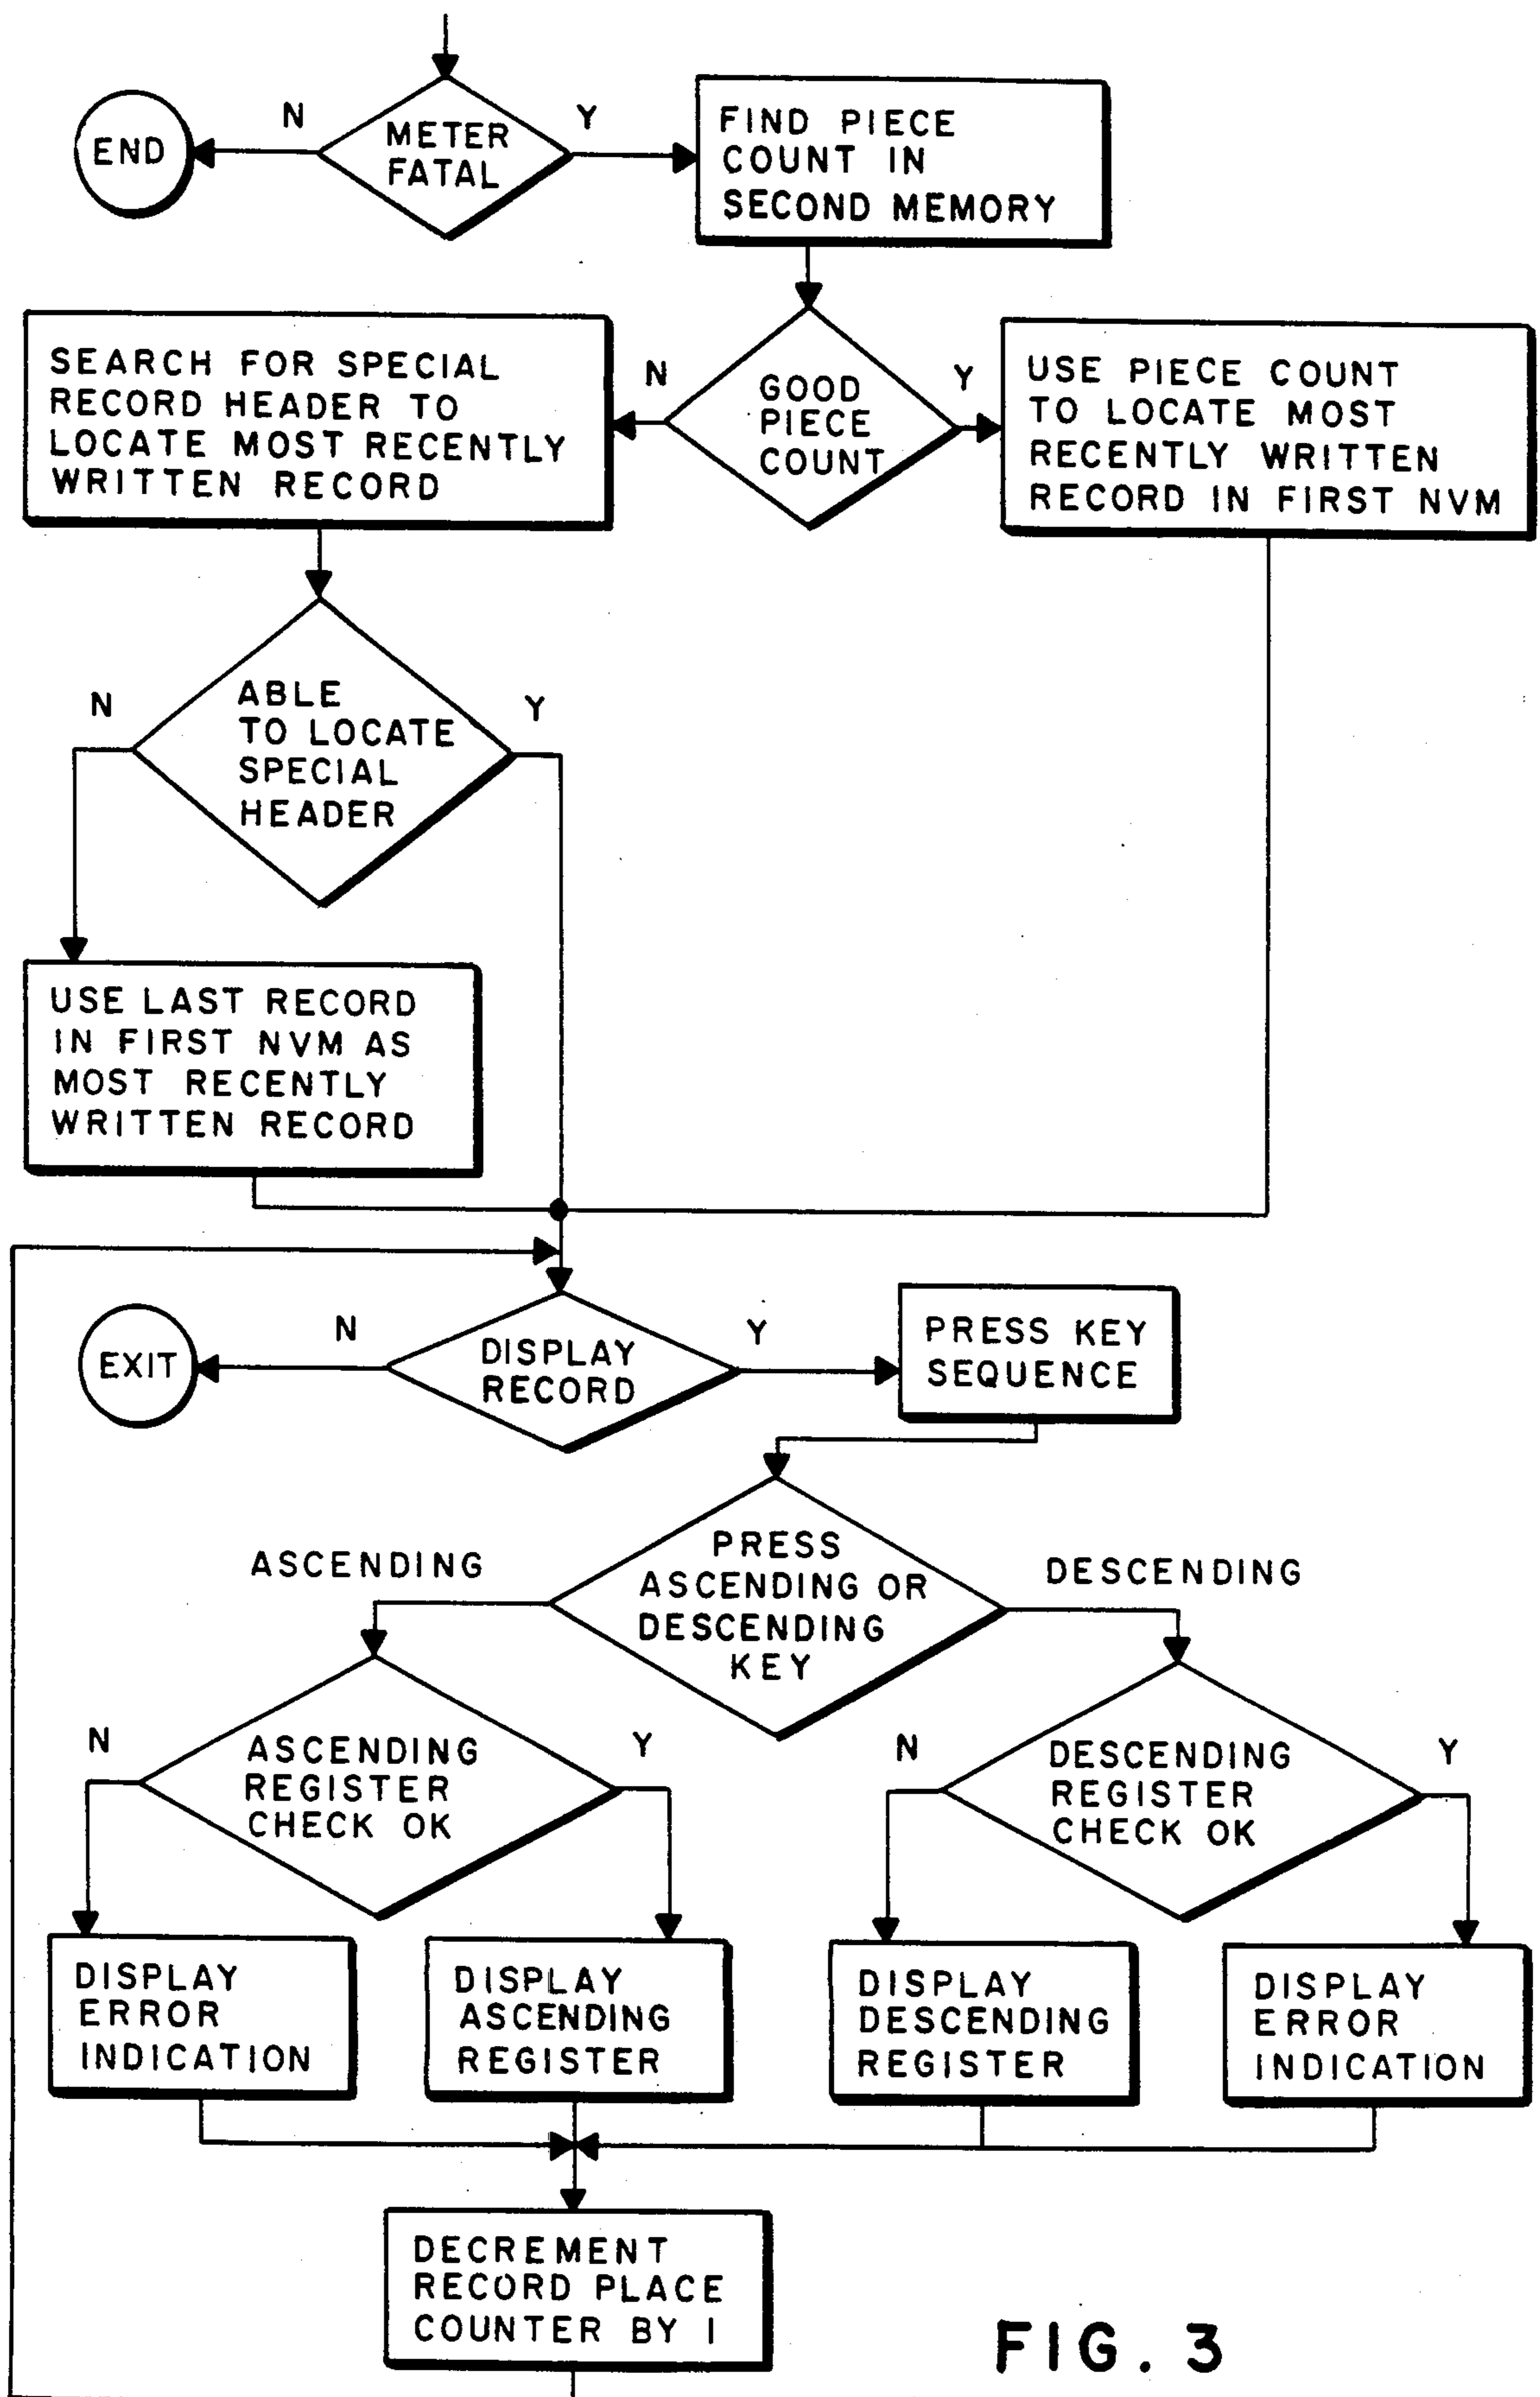 N
Y
END
METER
FATAL
FIND PIECE
COUNT IN
SECOND MEMORY
SEARCH FOR SPECIAL
RECORD HEADER TO
LOCATE MOST RECENTLY
WRITTEN RECORD
N
GOOD
PIECE
COUNT
Y
USE PIECE COUNT
TO LOCATE MOST
RECENTLY WRITTEN
RECORD IN FIRST NVM
N
ABLE
TO LOCATE
SPECIAL
HEADER
Y
USE LAST RECORD
IN FIRST NVM AS
MOST RECENTLY
WRITTEN RECORD
EXIT
N
DISPLAY
RECORD
Y
PRESS KEY
SEQUENCE
ASCENDING
PRESS
ASCENDING OR
DESCENDING
KEY
DESCENDING
N
ASCENDING
REGISTER
CHECK OK
Y
N
DESCENDING
REGISTER
CHECK OK
Y
DISPLAY
ERROR
INDICATION
DISPLAY
ASCENDING
REGISTER
DISPLAY
DESCENDING
REGISTER
DISPLAY
ERROR
INDICATION
DECREMENT
RECORD PLACE
COUNTER BY 1
FIG. 3